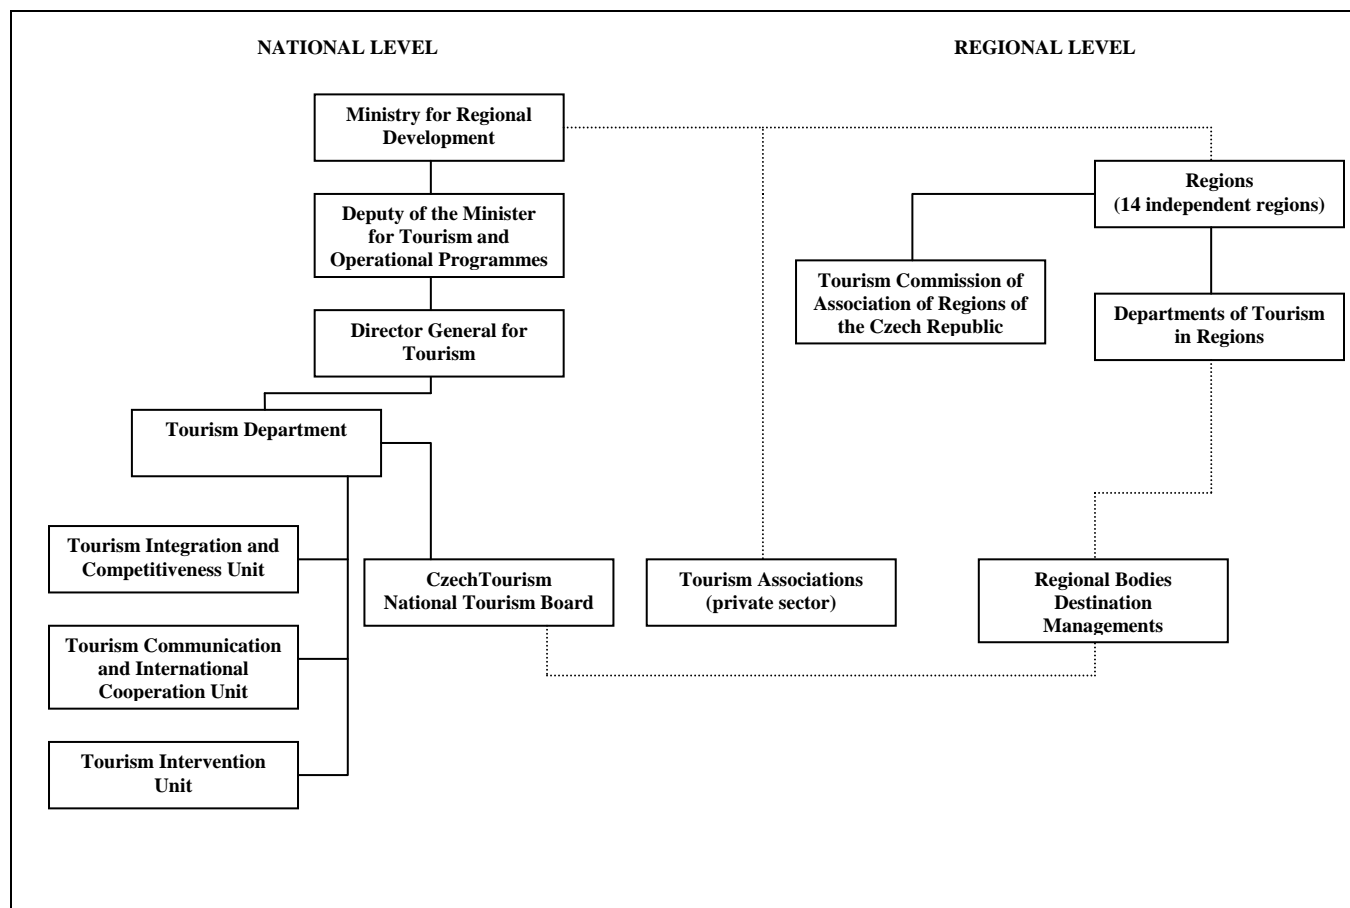 NATIONAL LEVEL
REGIONAL LEVEL
Ministry for Regional
Development
Regions
(14 independent regions)
Deputy of the Minister
for Tourism and
Operational Programmes
Tourism Commission of
Association of Regions of
the Czech Republic
Departments of Tourism
in Regions
Director General for
Tourism
Tourism Department
Tourism Integration and
Competitiveness Unit
CzechTourism
National Tourism Board
Tourism Associations
(private sector)
Regional Bodies
Destination
Managements
Tourism Communication
and International
Cooperation Unit
Tourism Intervention
Unit